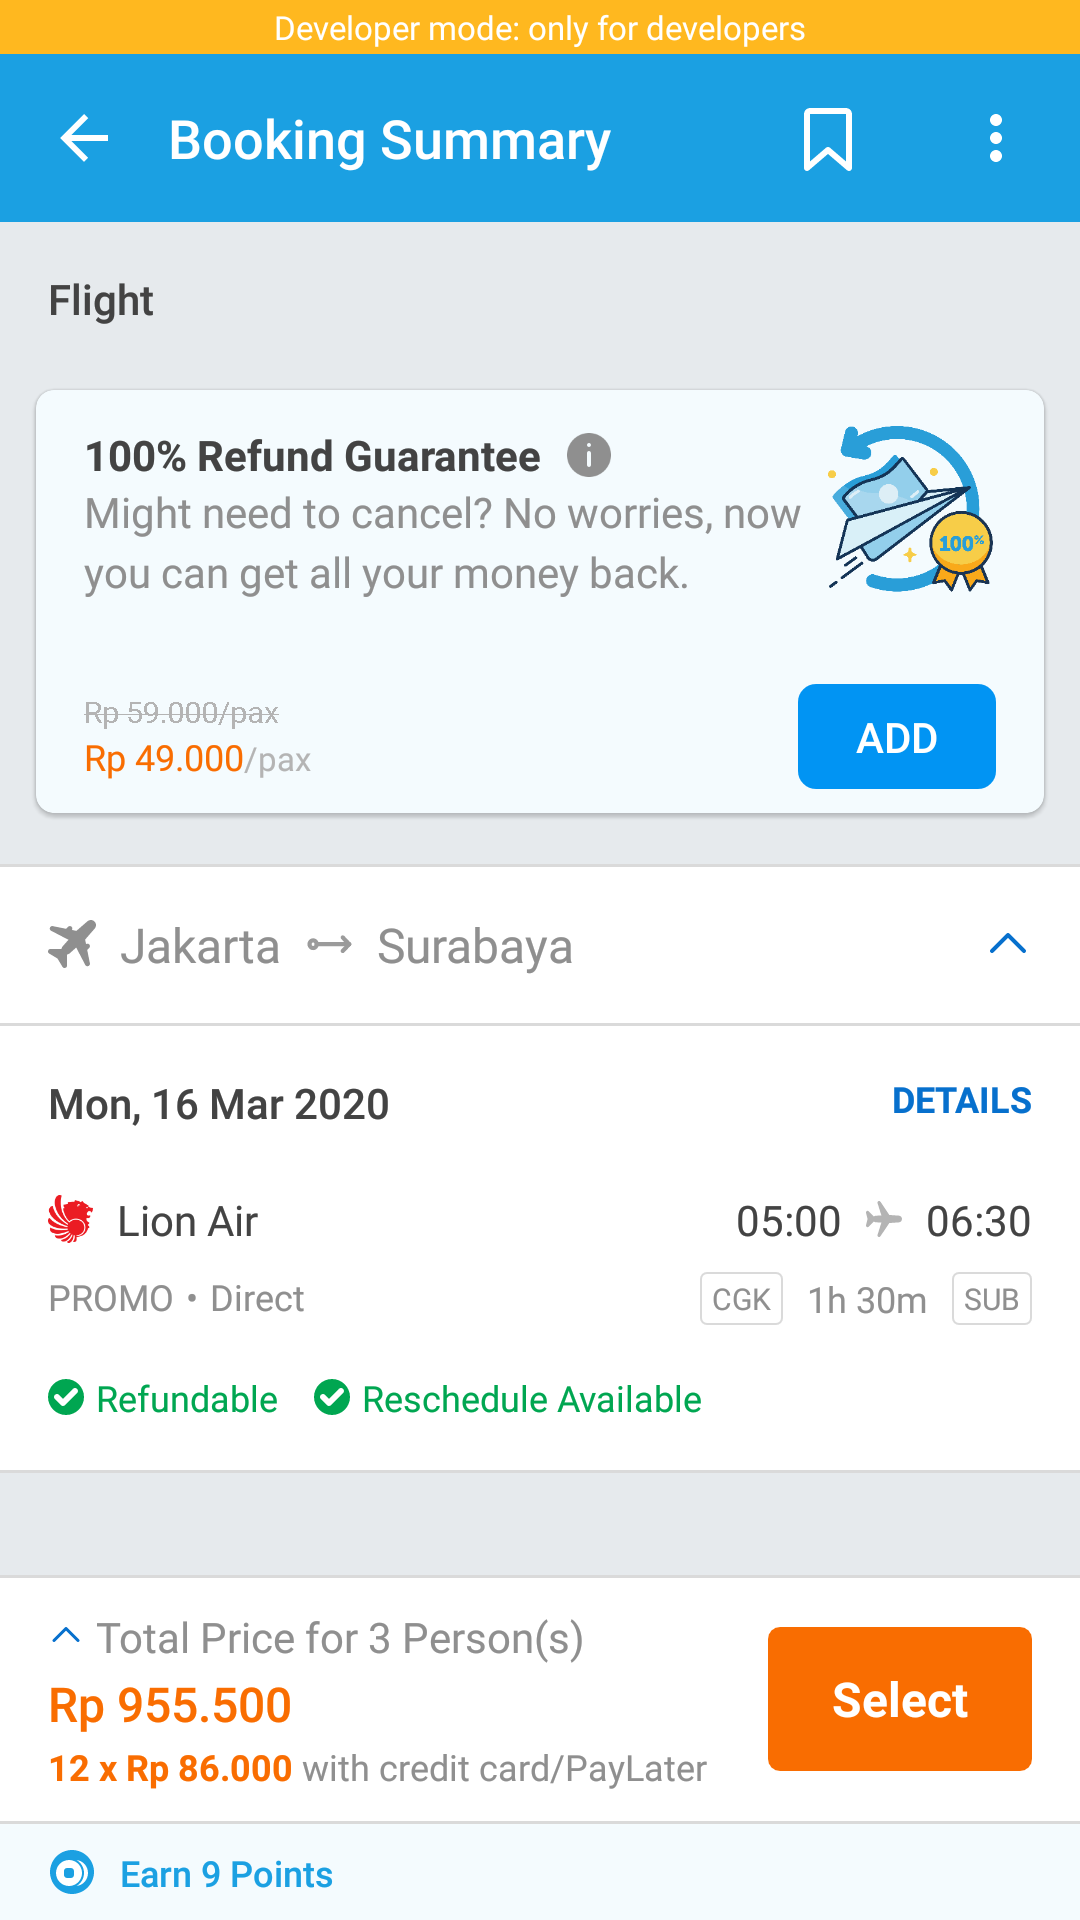 Developer mode: only for developers
Booking Summary
Flight
100% Refund Guarantee
Might need to cancel? No worries, now
you can get all your money back.
100%
Rp 59.000/pax
Rp 49.000/pax
ADD
Jakarta Surabaya
Mon, 16 Mar 2020 DETAILS
Lion Air 05:00 06:30
PROMO • Direct CGK 1h 30m SUB
Refundable Reschedule Available
Total Price for 3 Person(s)
Rp 955.500
Select
12 x Rp 86.000 with credit card/PayLater
Earn 9 Points